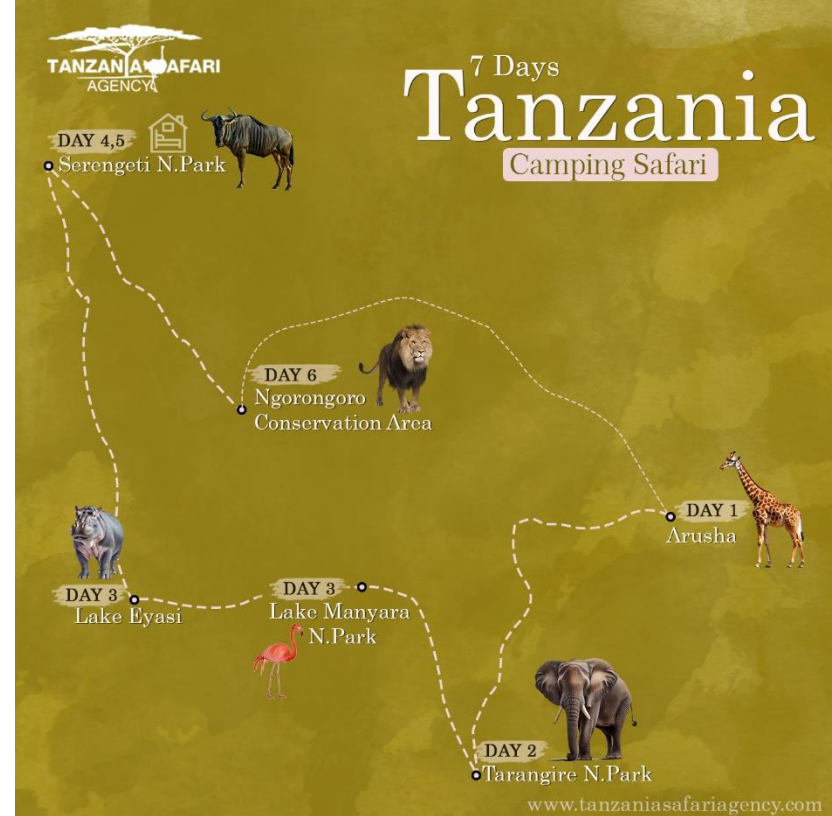 TANZANIA SAFARI
AGENCY
7 Days
Tanzania
Camping Safari
DAY 4,5
Serengeti N.Park
DAY 6
Ngorongoro
Conservation Area
DAY 1
Arusha
DAY 3
Lake Eyasi
DAY 3
Lake Manyara
N.Park
DAY 2
Tarangire N.Park
www.tanzaniasafariagency.com